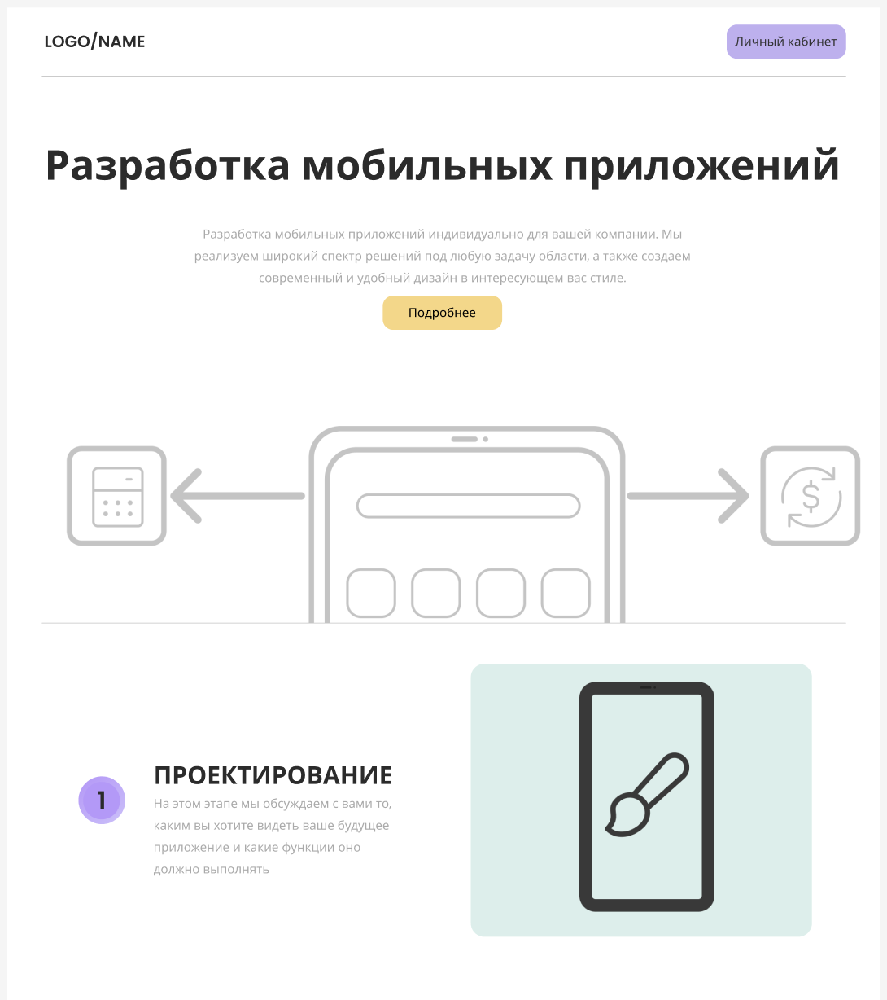 LOGO/NAME
Личный кабинет
Разработка мобильных приложений
Разработка мобильных приложений индивидуально для вашей компании. Мы
реализуем широкий спектр решений под любую задачу области, а также создаем
современный и удобный дизайн в интересующем вас стиле.
Подробнее
$
1
ПРОЕКТИРОВАНИЕ
На этом этапе мы обсуждаем с вами то,
каким вы хотите видеть ваше будущее
приложение и какие функции оно
должно выполнять